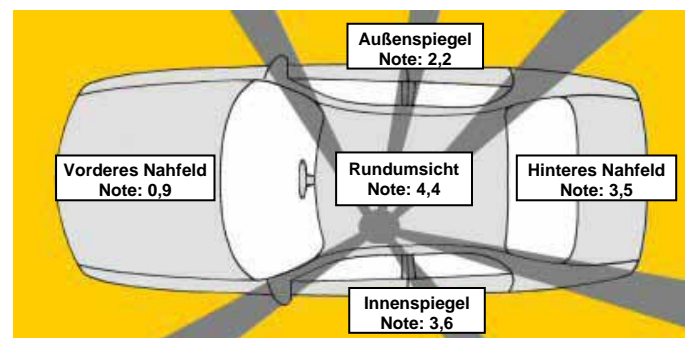 Außenspiegel
Note: 2,2
Vorderes Nahfeld
Note: 0,9
Rundumsicht
Note: 4,4
Hinteres Nahfeld
Note: 3,5
Innenspiegel
Note: 3,6